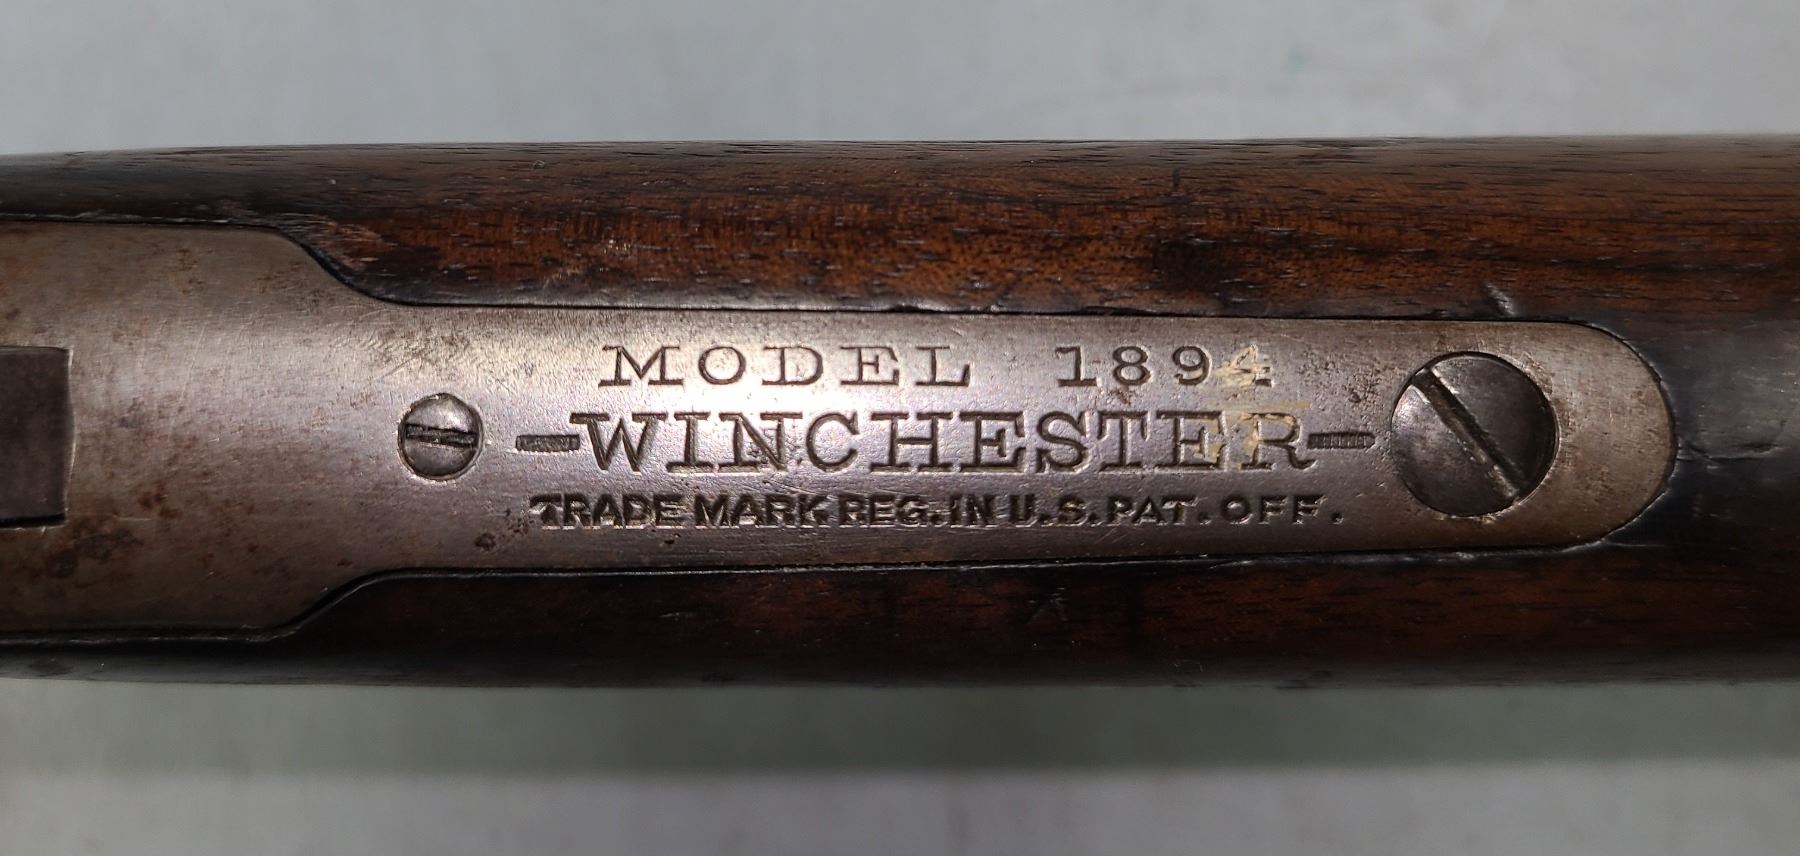 MODEL 1894
-WINCHESTER-
TRADE MARK REG. IN U.S. PAT. OFF.